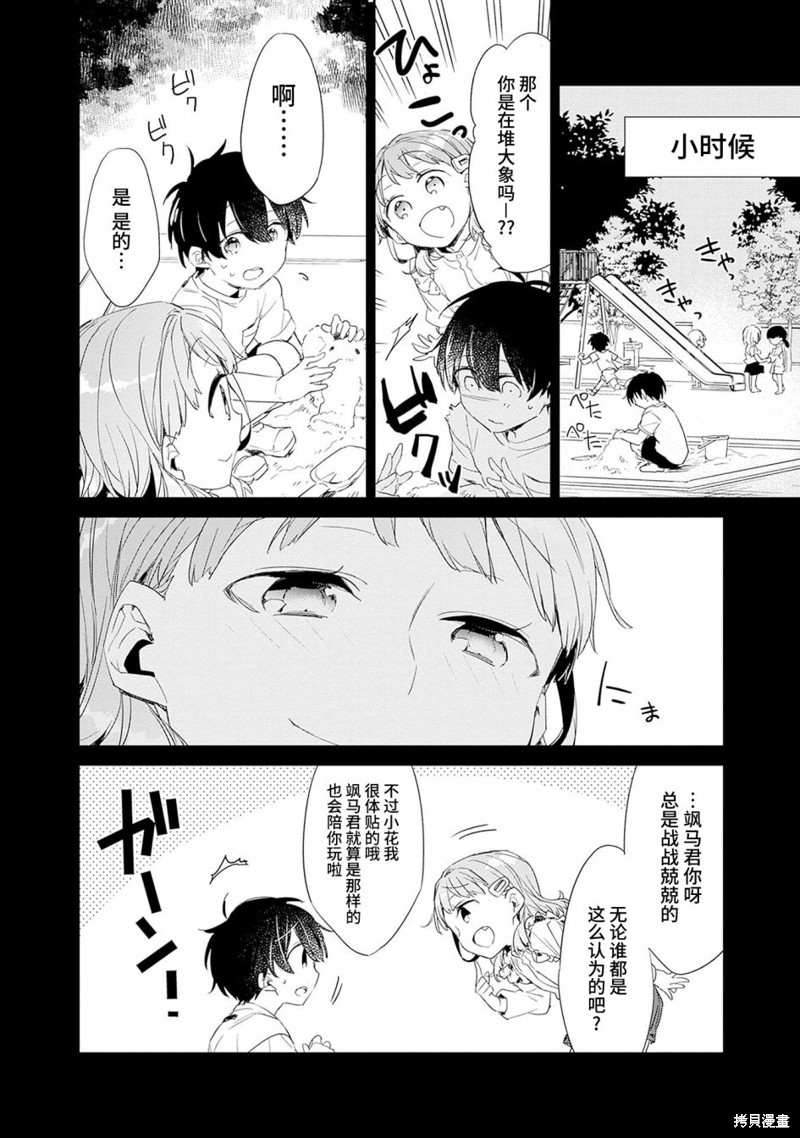 小时候
きゃっ
きゃっ
ぺた
ぺた
ひょこっ
那个
你是在堆大象吗—??
ビクッ
ビク
ビク
啊……
是 是的…
にま
…飒马君你呀
总是战战兢兢的
无论谁都是
这么认为的吧?
不过小花我
很体贴的哦
飒马君就算是那样的
也会陪你玩啦
ガーン!
拷贝漫畫